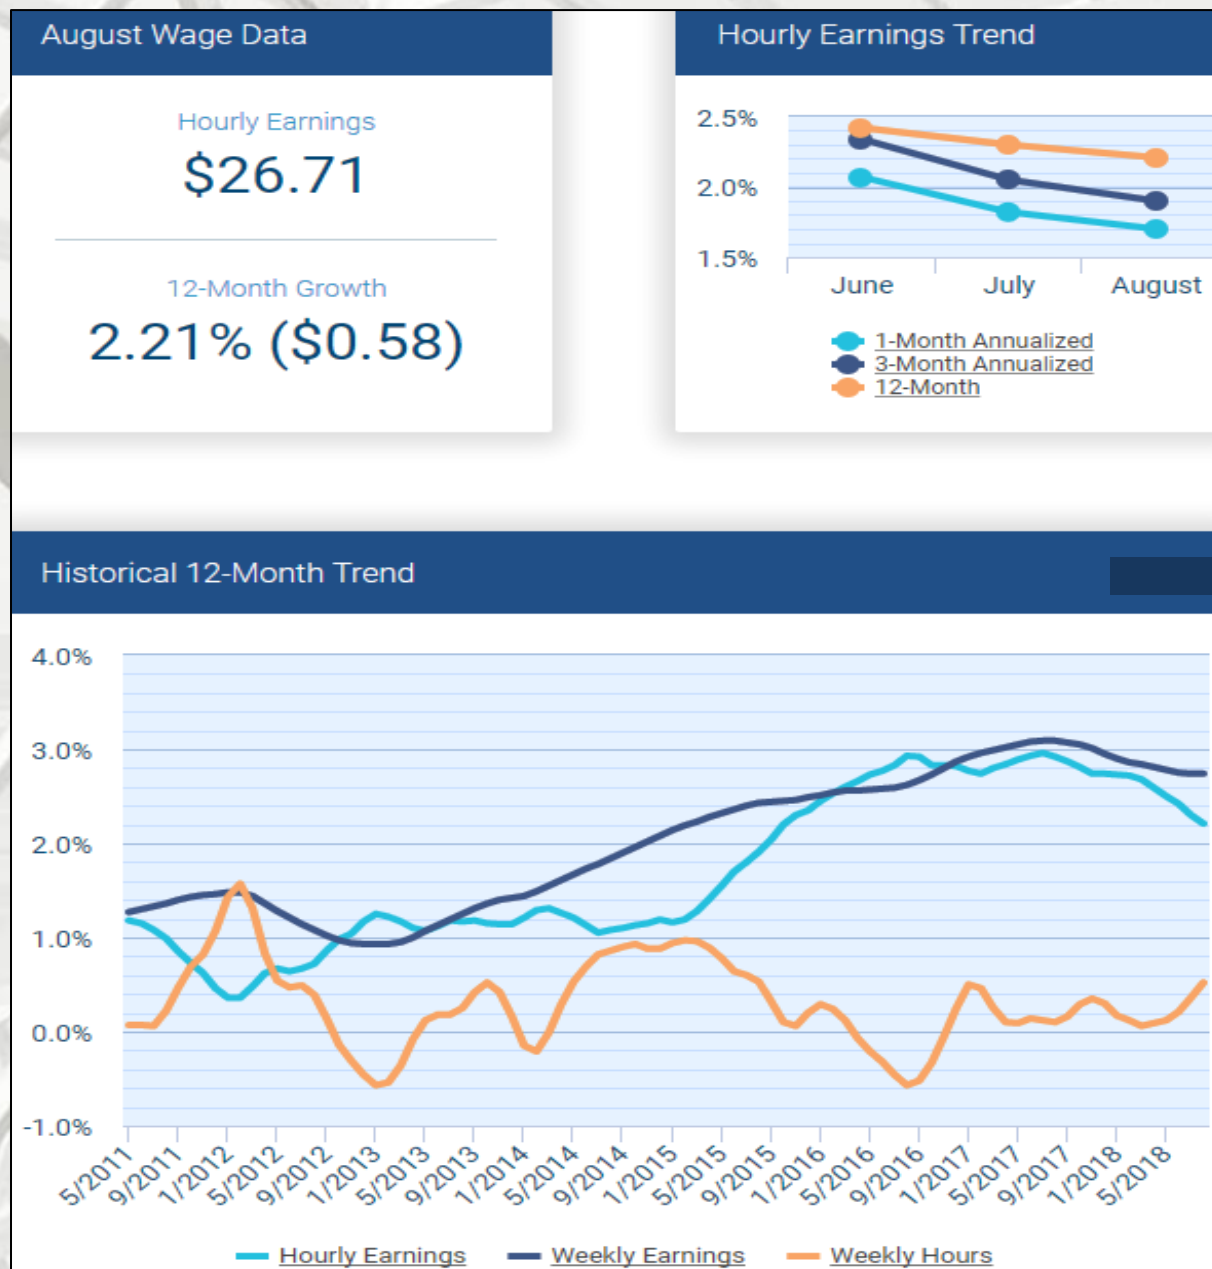 August Wage Data
Hourly Earnings
$26.71
12-Month Growth
2.21% ($0.58)
Hourly Earnings Trend
2.5%
2.0%
1.5%
June July August
1-Month Annualized
3-Month Annualized
12-Month
Historical 12-Month Trend
4.0%
3.0%
2.0%
1.0%
0.0%
-1.0%
5/2011 9/2011 1/2012 5/2012 9/2012 1/2013 5/2013 9/2013 1/2014 5/2014 9/2014 1/2015 5/2015 9/2015 1/2016 5/2016 9/2016 1/2017 5/2017 9/2017 1/2018 5/2018
Hourly Earnings Weekly Earnings Weekly Hours